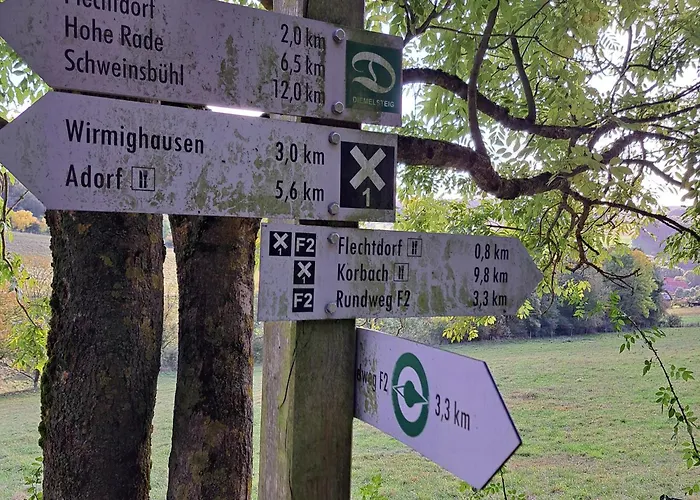 Flechtdorf 2,0 km
Hohe Rade 6,5 km
Schweinsbühl 12,0 km
DIEMELSTEIG
Wirmighausen 3,0 km
Adorf 5,6 km
X 1
X F2 Flechtdorf 0,8 km
X Korbach 9,8 km
F2 Rundweg F2 3,3 km
F2 3,3 km